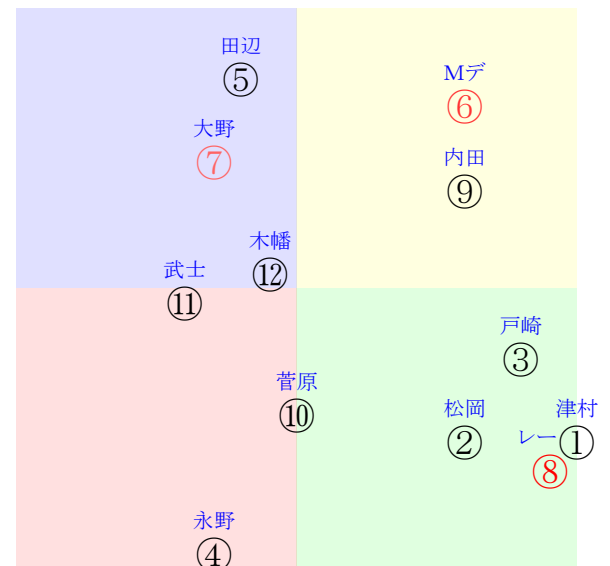 田辺
⑤
Mデ
⑥
大野
⑦
内田
⑨
木幡
⑫
武士
⑪
戸崎
③
菅原
⑩
松岡
②
津村
①
レー
⑧
永野
④